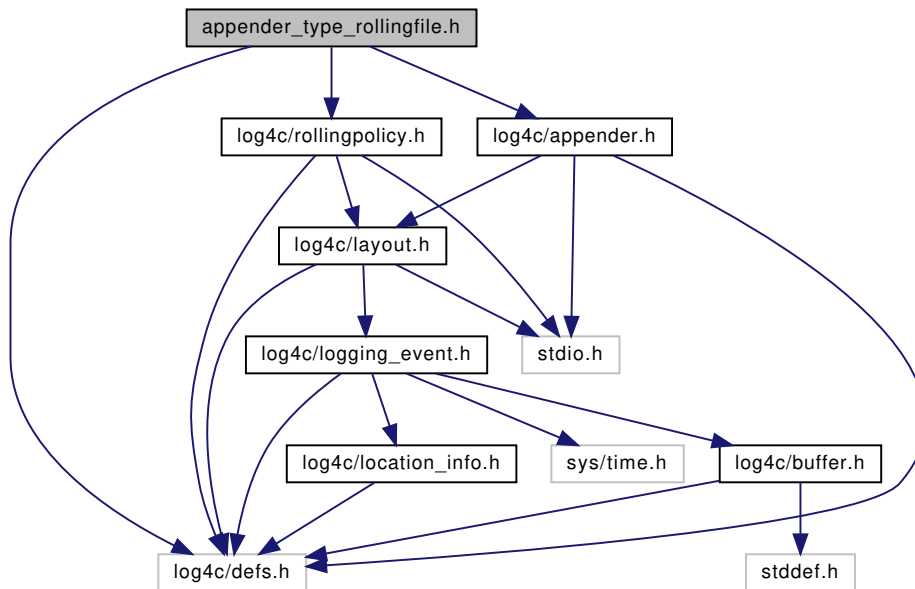 appender_type_rollingfile.h
log4c/rollingpolicy.h
log4c/appender.h
log4c/layout.h
log4c/logging_event.h
stdio.h
log4c/location_info.h
sys/time.h
log4c/buffer.h
log4c/defs.h
stddef.h